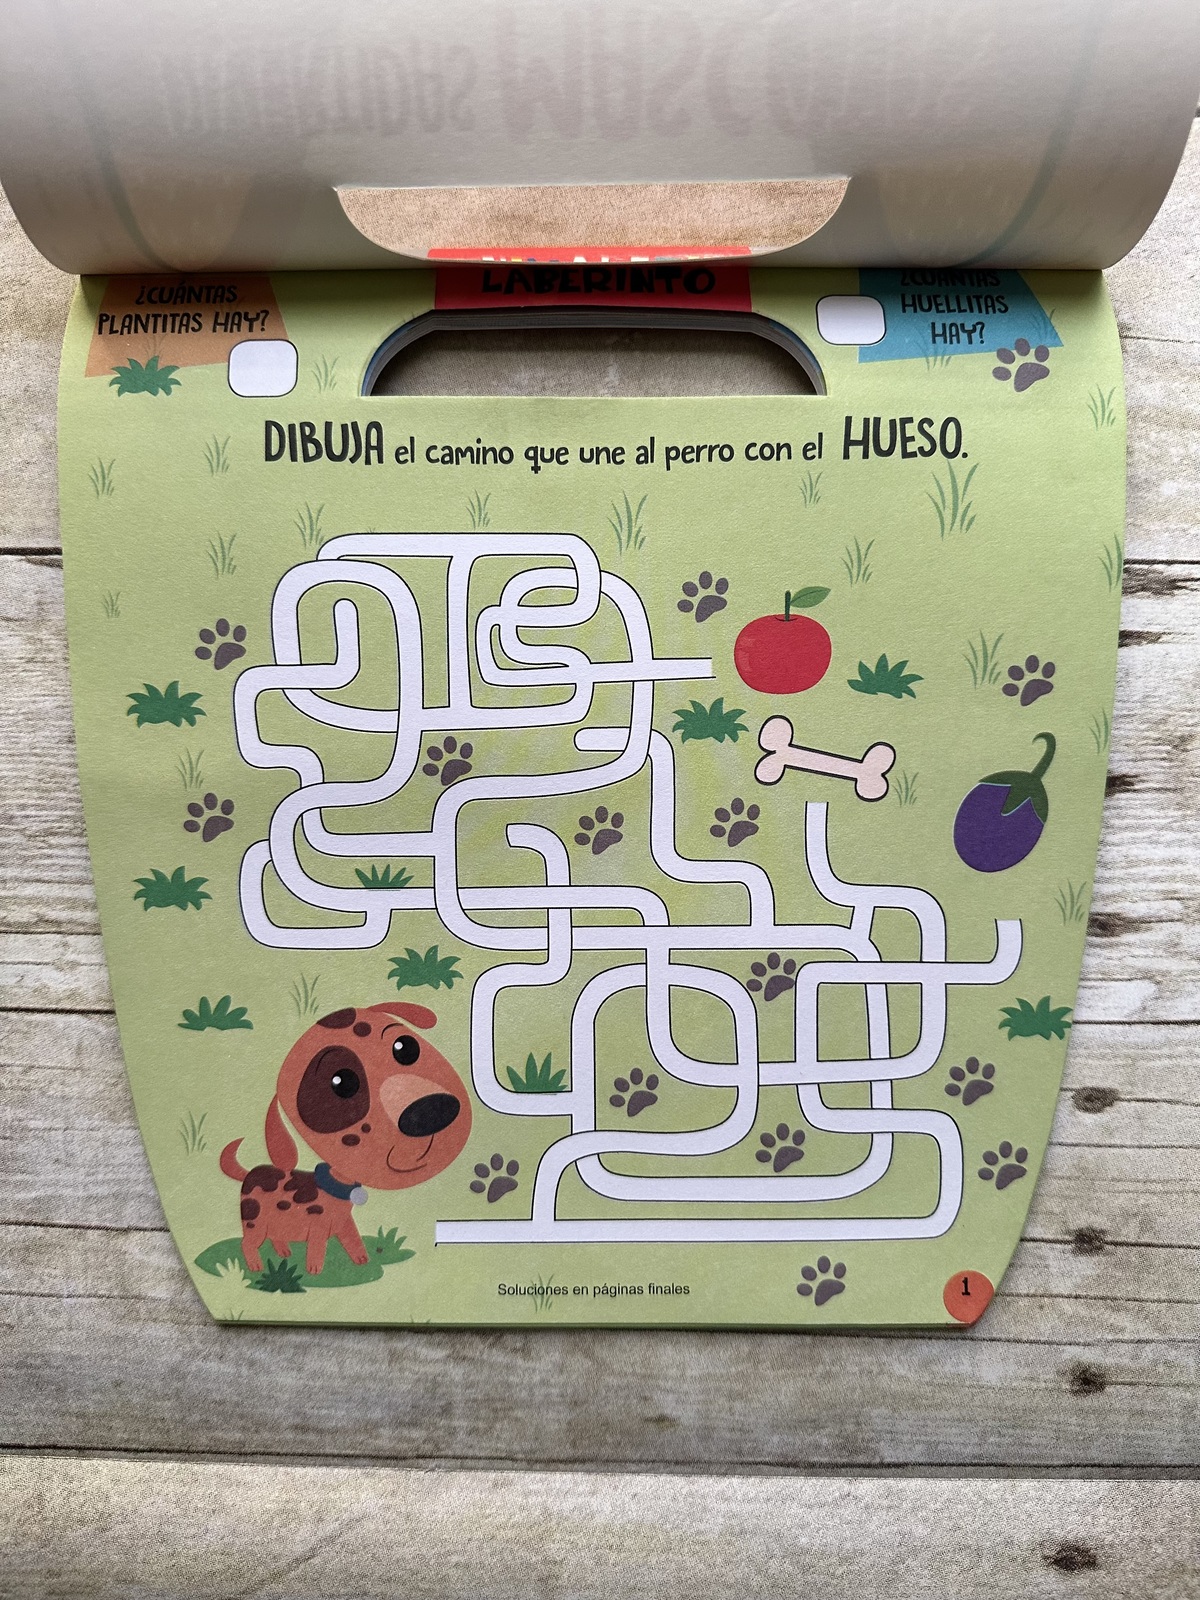 LABERINTO
¿CUÁNTAS
PLANTITAS HAY?
¿CUÁNTAS
HUELLITAS
HAY?
DIBUJA el camino que une al perro con el HUESO.
Soluciones en páginas finales
1